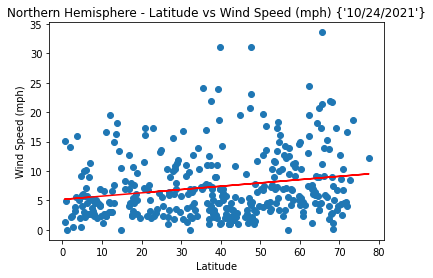 Northern Hemisphere - Latitude vs Wind Speed (mph) {'10/24/2021'}
35
30
25
20
15
10
5
0
Wind Speed (mph)
0 10 20 30 40 50 60 70 80
Latitude